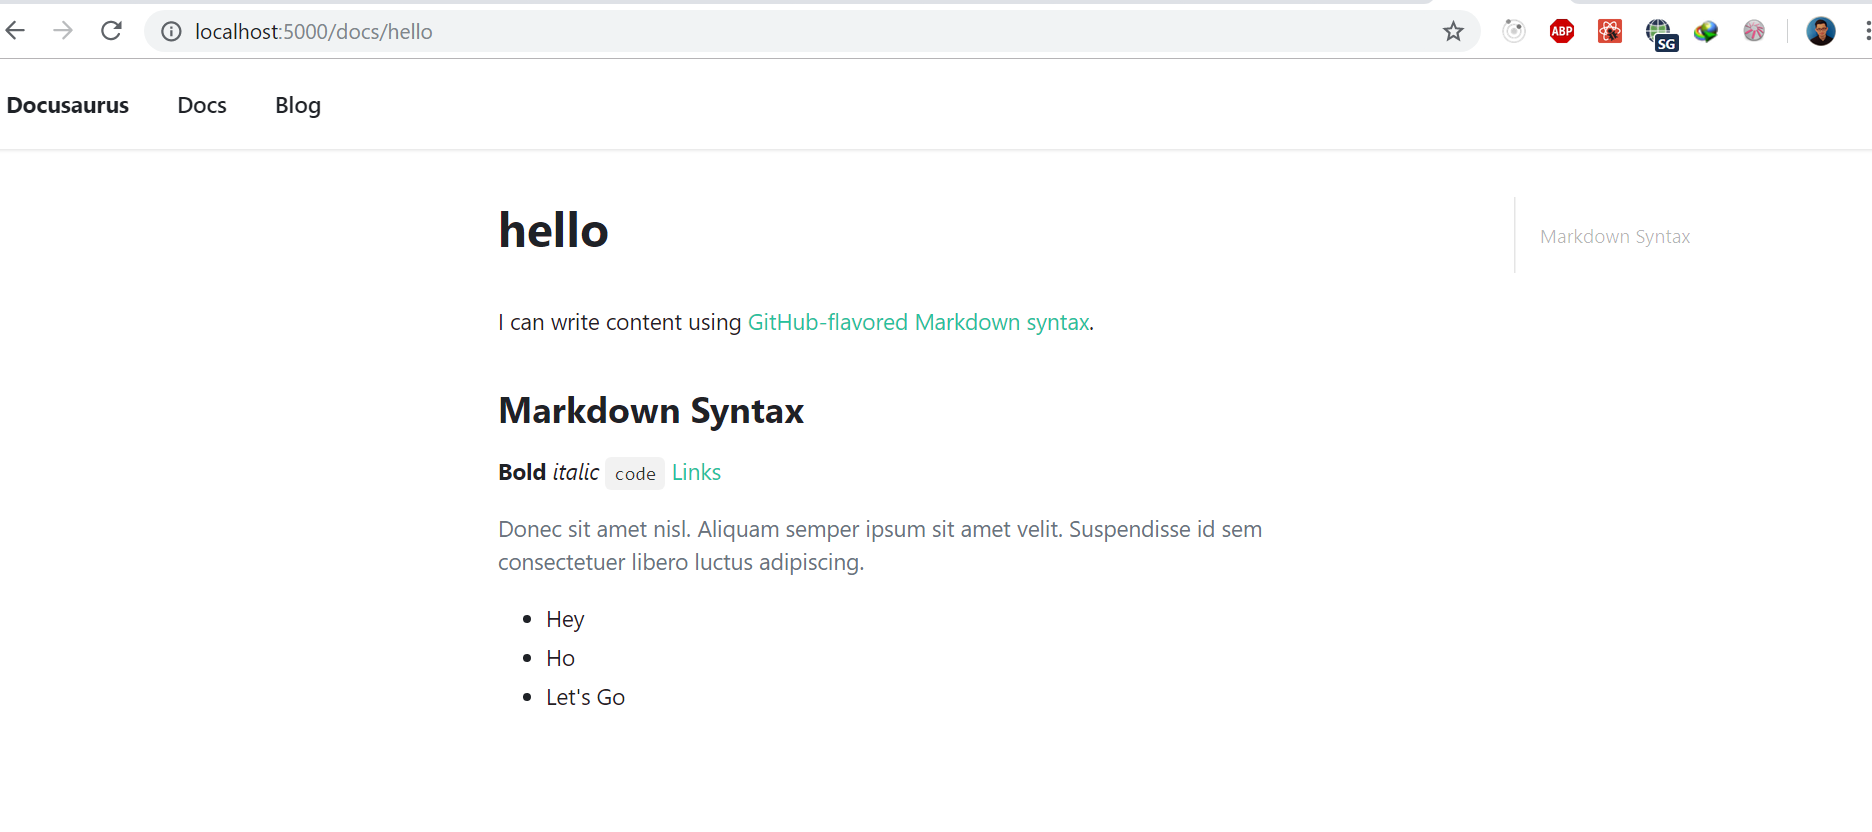 localhost:5000/docs/hello
ABP
SG
Docusaurus Docs Blog
hello
Markdown Syntax
I can write content using GitHub-flavored Markdown syntax.
Markdown Syntax
Bold italic code Links
Donec sit amet nisl. Aliquam semper ipsum sit amet velit. Suspendisse id sem
consectetuer libero luctus adipiscing.
Hey
Ho
Let's Go